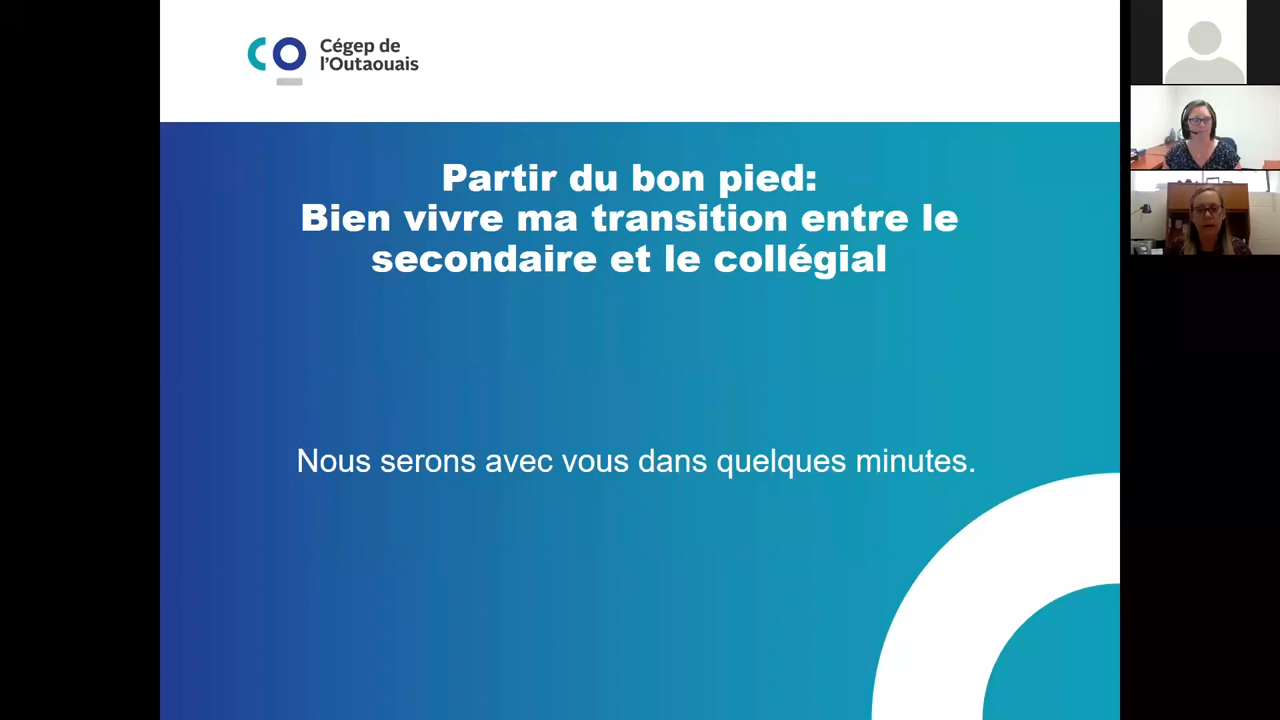 Cégep de
l'Outaouais
Partir du bon pied:
Bien vivre ma transition entre le
secondaire et le collégial
Nous serons avec vous dans quelques minutes.